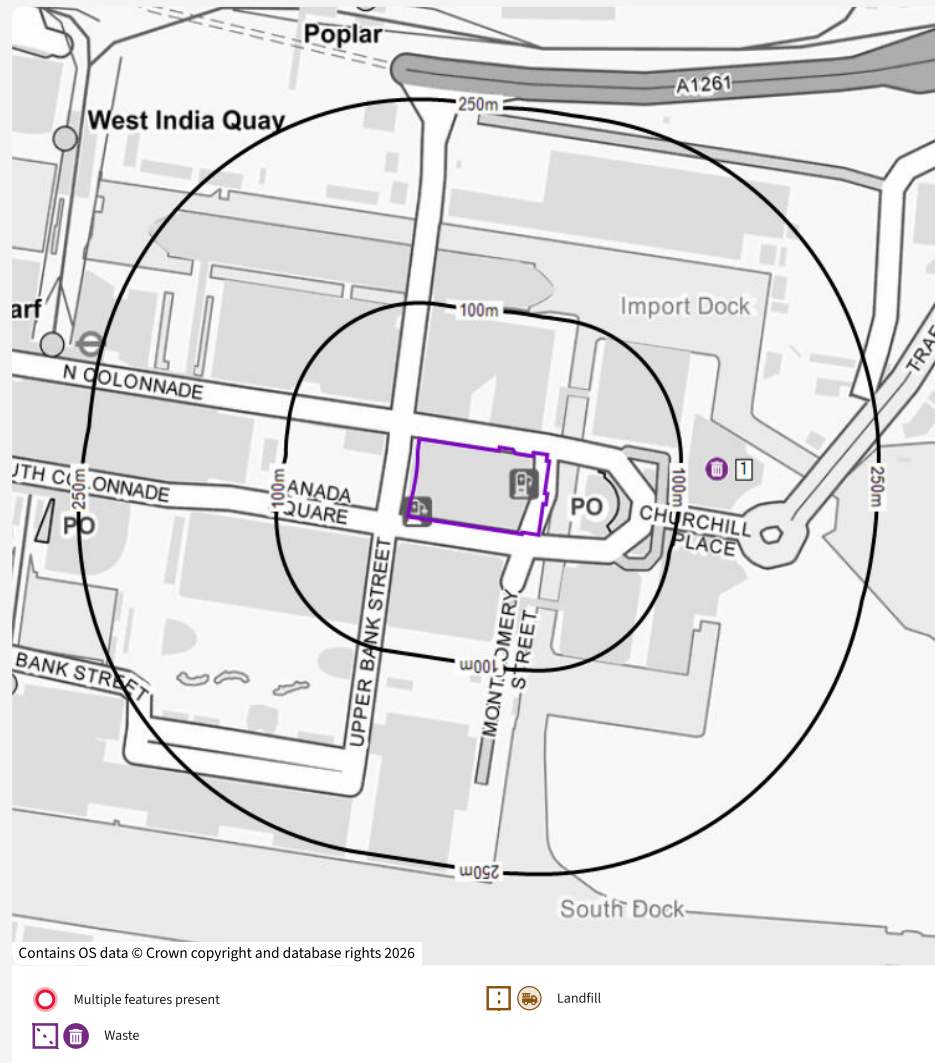 Poplar
A1261
250m
West India Quay
arf
100m
Import Dock
TRAF
N COLONNADE
UTH COLONNADE
250m
100m
ANADA
QUARE
PO
PO
1
100m
250m
CHURCHILL
PLACE
UPPER BANK STREET
MONTGOMERY
STREET
100m
BANK STREET
250m
South Dock
Contains OS data © Crown copyright and database rights 2026
Multiple features present
Landfill
Waste